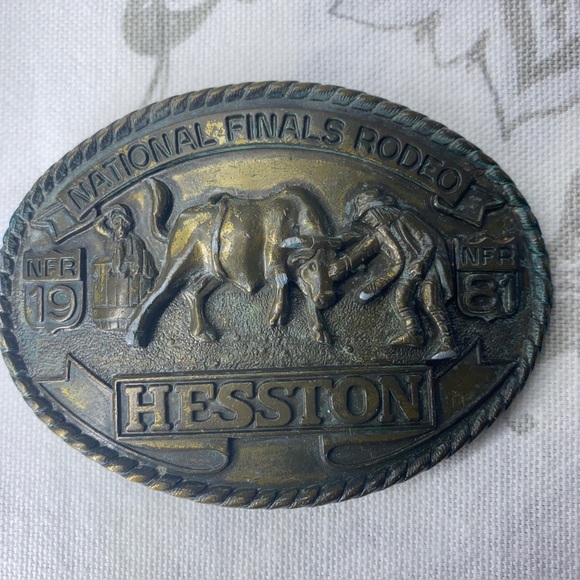 NATIONAL FINALS RODEO
NFR
19
NFR
81
HESSTON